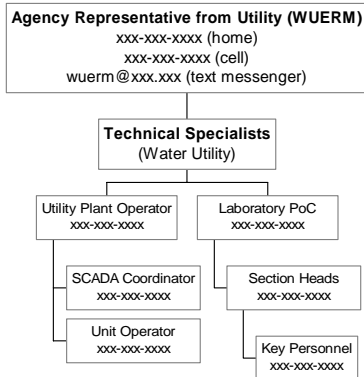 Agency Representative from Utility (WUERM)
xxx-xxx-xxxx (home)
xxx-xxx-xxxx (cell)
wuerm@xxx.xxx (text messenger)
Technical Specialists
(Water Utility)
Utility Plant Operator
xxx-xxx-xxxx
Laboratory PoC
xxx-xxx-xxxx
SCADA Coordinator
xxx-xxx-xxxx
Section Heads
xxx-xxx-xxxx
Unit Operator
xxx-xxx-xxxx
Key Personnel
xxx-xxx-xxxx